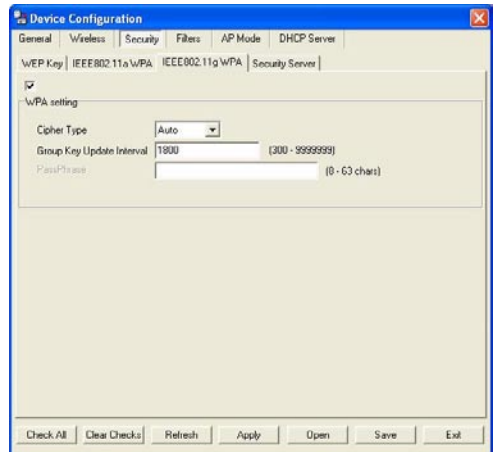 Device Configuration
General Wireless Security Filters AP Mode DHCP Server
WEP Key IEEE802.11a WPA IEEE802.11g WPA Security Server
WPA setting
Cipher Type Auto
Group Key Update Interval 1800 (300 - 9999999)
PassPhrase (8 - 63 chars)
Check All Clear Checks Refresh Apply Open Save Exit